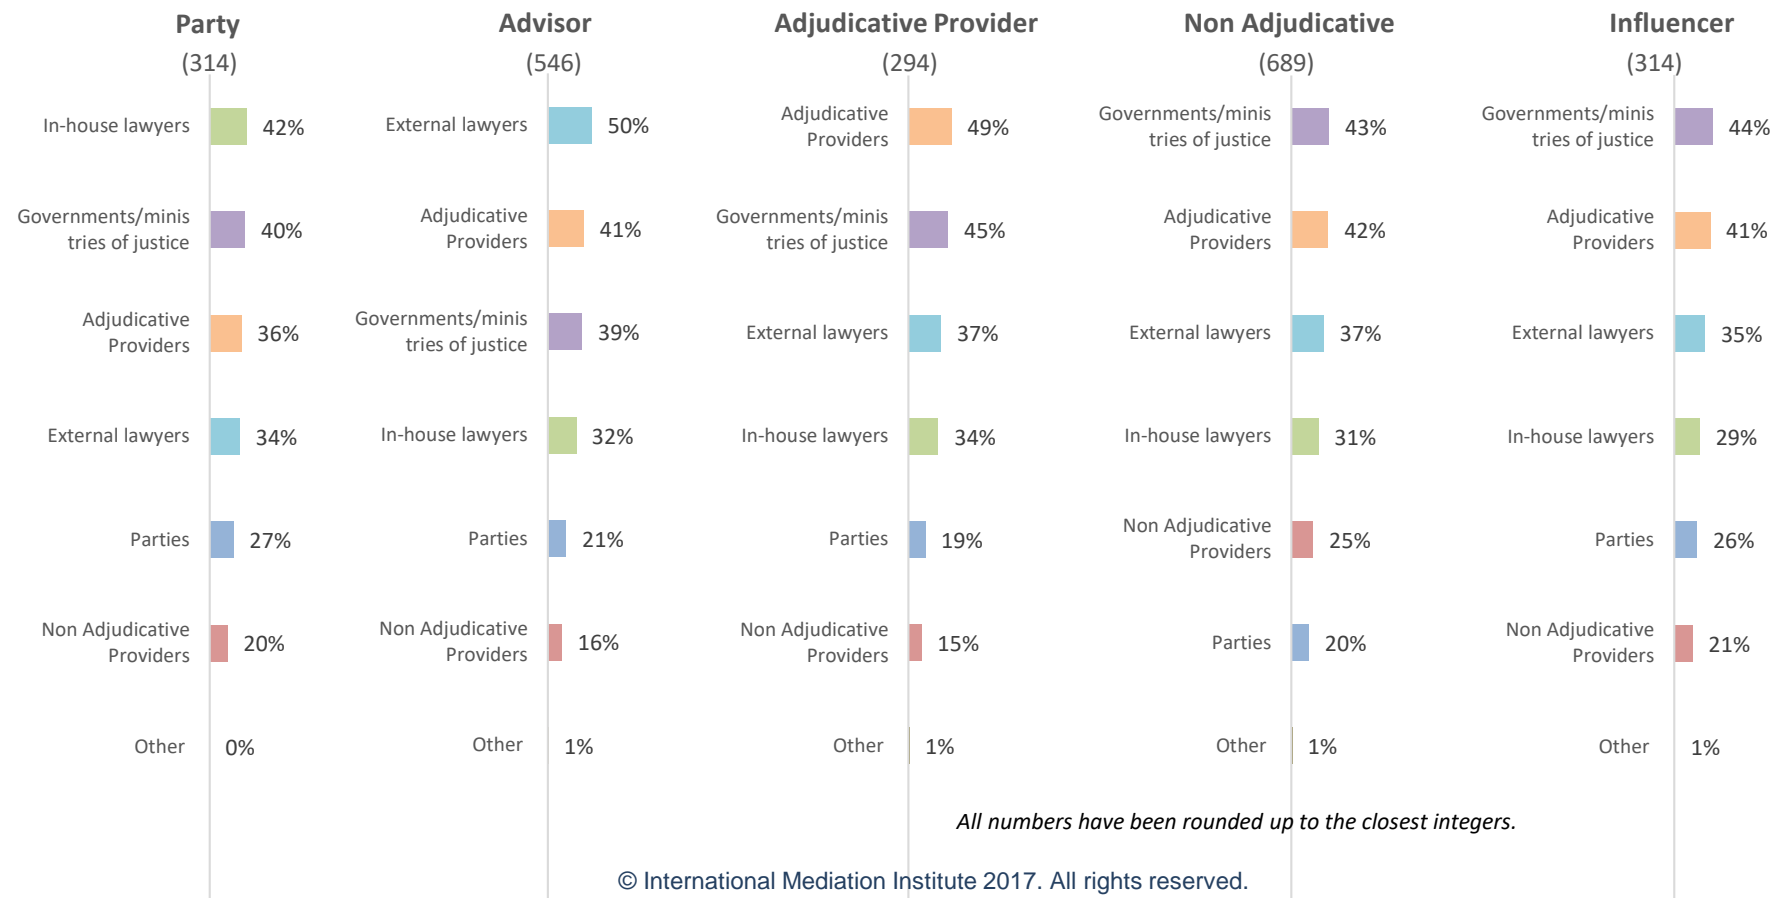 Party
(314)
In-house lawyers 42%
Governments/minis
tries of justice 40%
Adjudicative
Providers 36%
External lawyers 34%
Parties 27%
Non Adjudicative
Providers 20%
Other 0%
Advisor
(546)
External lawyers 50%
Adjudicative
Providers 41%
Governments/minis
tries of justice 39%
In-house lawyers 32%
Parties 21%
Non Adjudicative
Providers 16%
Other 1%
Adjudicative Provider
(294)
Adjudicative
Providers 49%
Governments/minis
tries of justice 45%
External lawyers 37%
In-house lawyers 34%
Parties 19%
Non Adjudicative
Providers 15%
Other 1%
Non Adjudicative
(689)
Governments/minis
tries of justice 43%
Adjudicative
Providers 42%
External lawyers 37%
In-house lawyers 31%
Non Adjudicative
Providers 25%
Parties 20%
Other 1%
Influencer
(314)
Governments/minis
tries of justice 44%
Adjudicative
Providers 41%
External lawyers 35%
In-house lawyers 29%
Parties 26%
Non Adjudicative
Providers 21%
Other 1%
All numbers have been rounded up to the closest integers.
© International Mediation Institute 2017. All rights reserved.